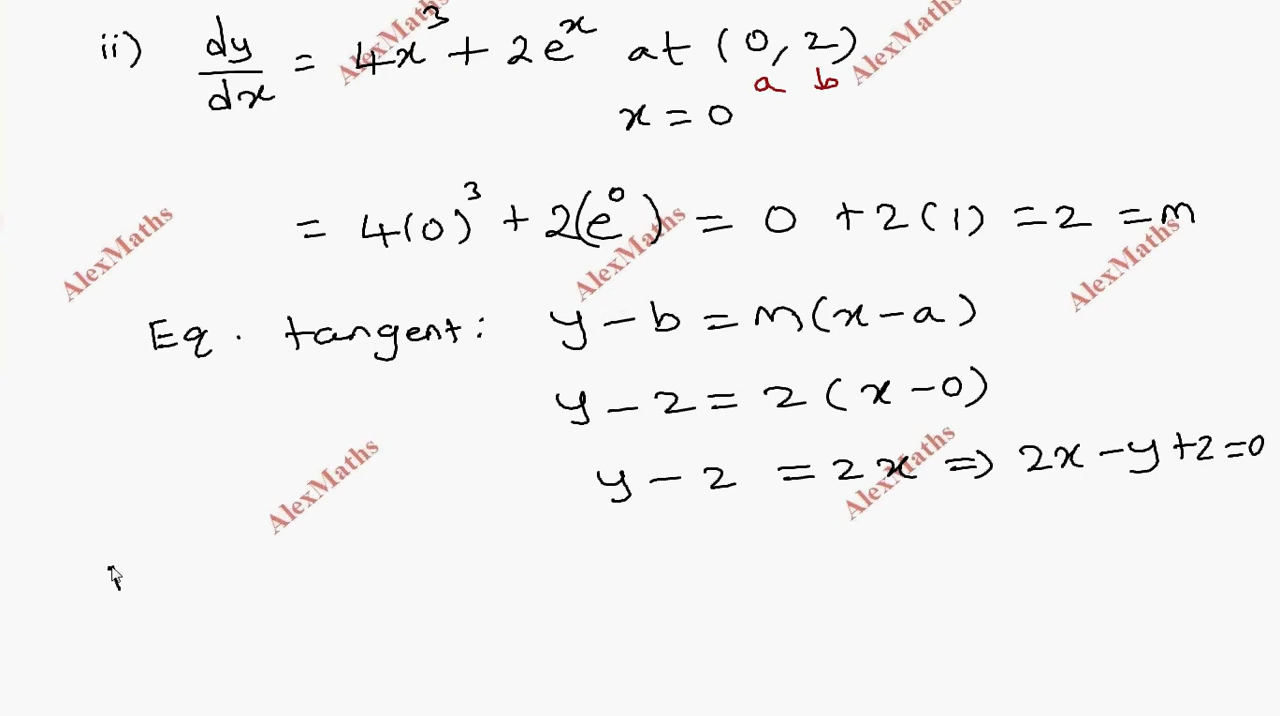 ii) dy/dx = 4x³ + 2eˣ at (0, 2)
a b
x = 0
= 4(0)³ + 2(e⁰) = 0 + 2(1) = 2 = m
Eq. tangent: y - b = m(x - a)
y - 2 = 2(x - 0)
y - 2 = 2x ⇒ 2x - y + 2 = 0
AlexMaths
AlexMaths
AlexMaths
AlexMaths
AlexMaths
AlexMaths
AlexMaths